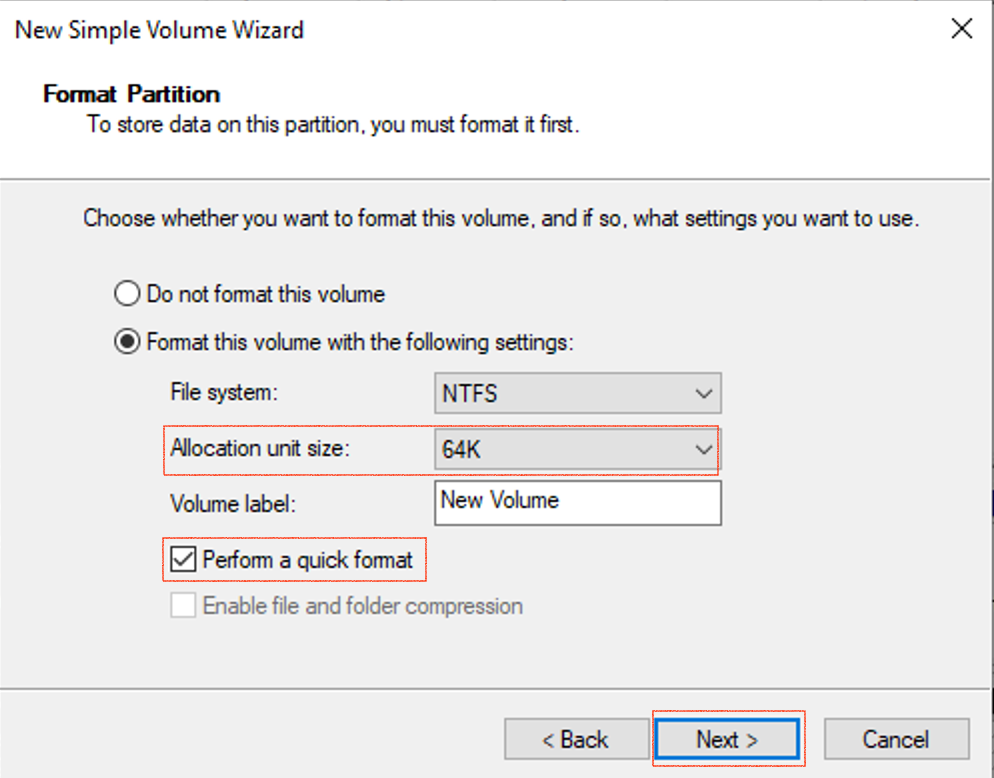 New Simple Volume Wizard
Format Partition
To store data on this partition, you must format it first.
Choose whether you want to format this volume, and if so, what settings you want to use.
Do not format this volume
Format this volume with the following settings:
File system: NTFS
Allocation unit size: 64K
Volume label: New Volume
Perform a quick format
Enable file and folder compression
< Back Next > Cancel